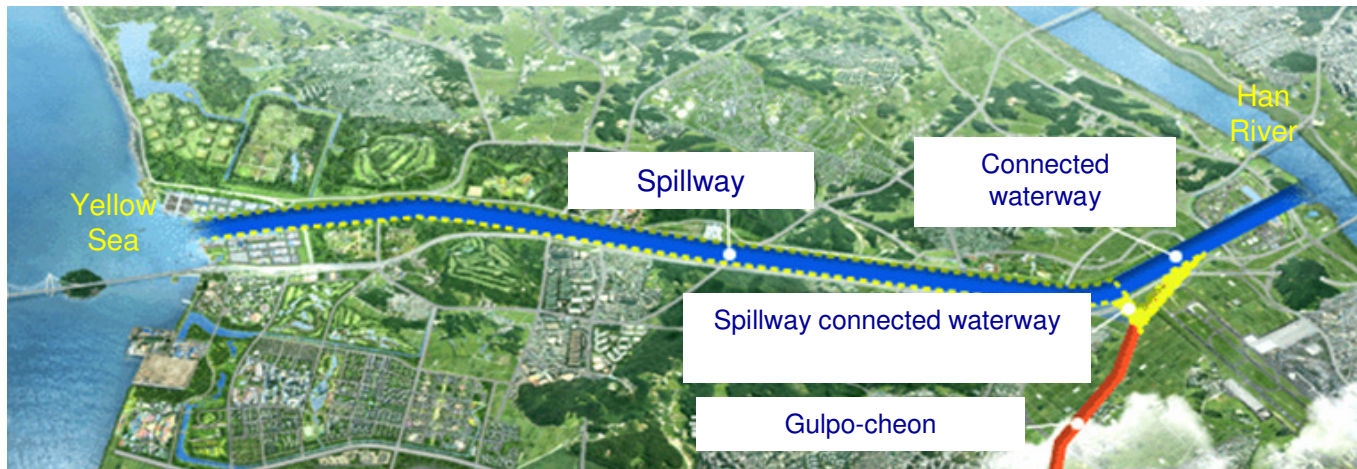 Han
River
Connected
waterway
Spillway
Yellow
Sea
Spillway connected waterway
Gulpo-cheon